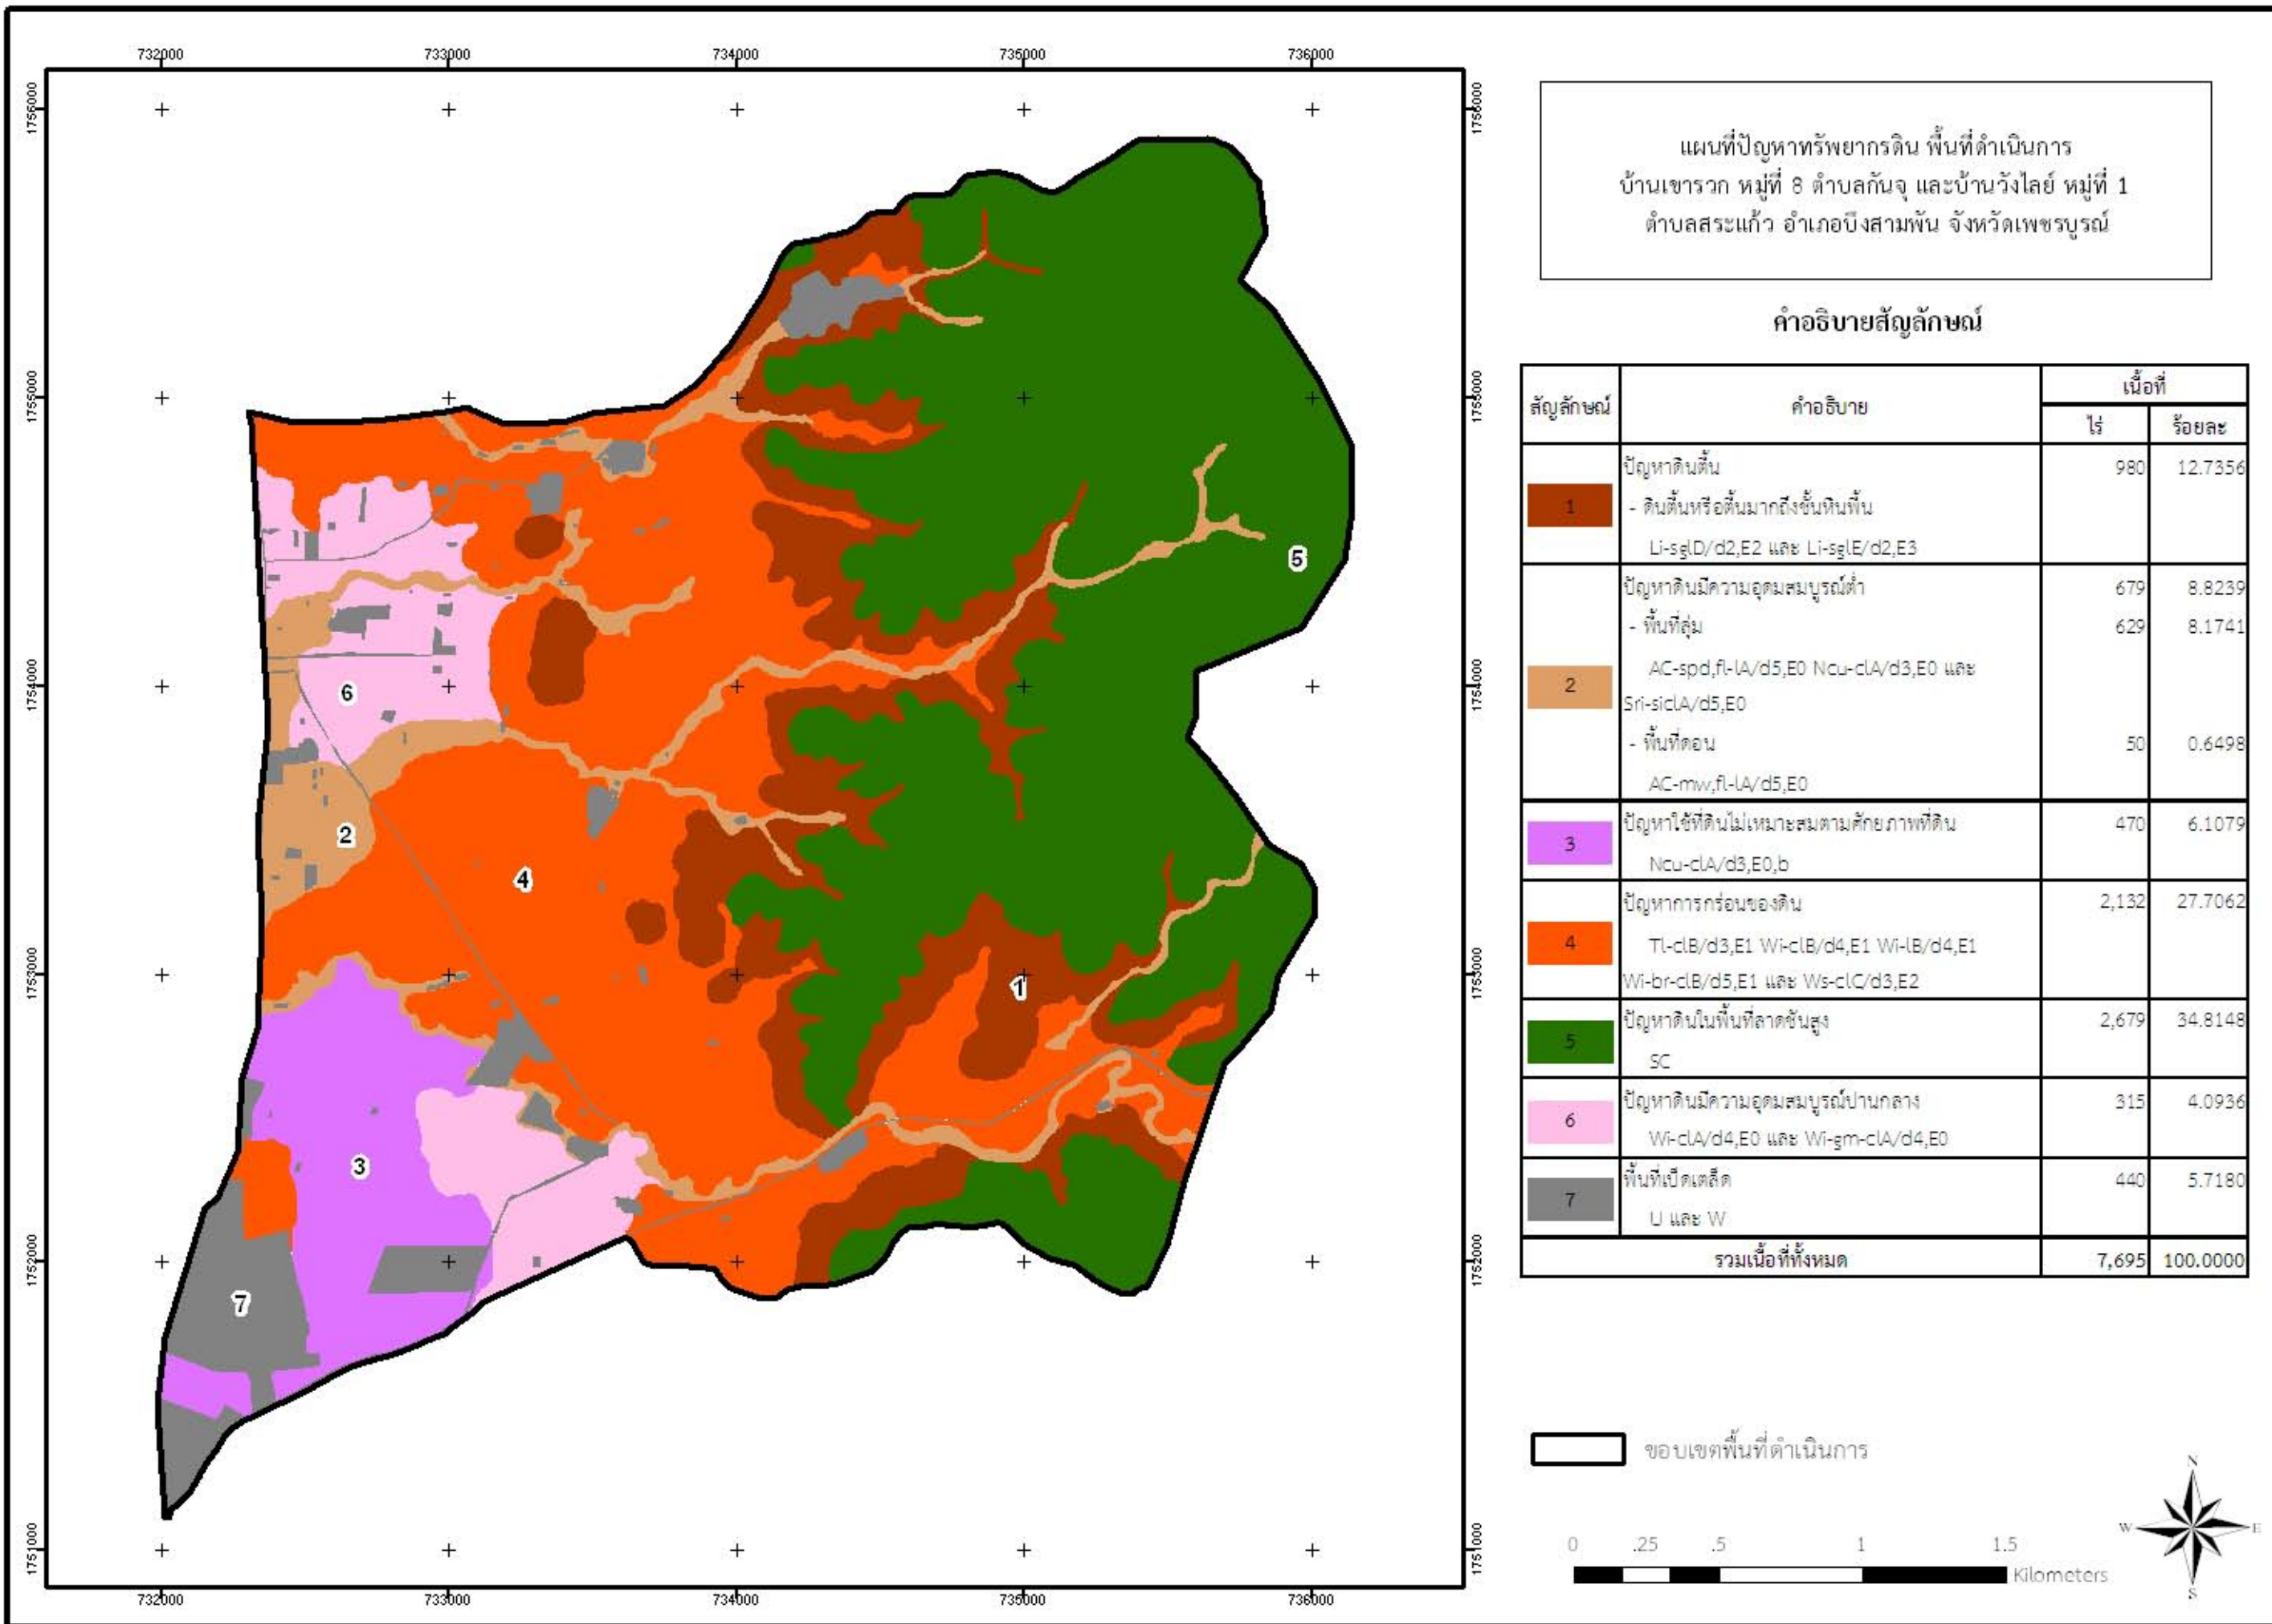 732000 733000 734000 735000 736000
1756000 1756000
1755000 1755000
1754000 1754000
1753000 1753000
1752000 1752000
1751000 1751000
5
6
2
4
1
3
7
732000 733000 734000 735000 736000
แผนที่ปัญหาทรัพยากรดิน พื้นที่ดำเนินการ
บ้านเขารวก หมู่ที่ 8 ตำบลกันจุ และบ้านวังไลย์ หมู่ที่ 1
ตำบลสระแก้ว อำเภอบึงสามพัน จังหวัดเพชรบูรณ์
คำอธิบายสัญลักษณ์
สัญลักษณ์ คำอธิบาย เนื้อที่
ไร่ ร้อยละ
ปัญหาดินตื้น 980 12.7356
1 - ดินตื้นหรือตื้นมากถึงชั้นหินพื้น
Li-sglD/d2,E2 และ Li-sglE/d2,E3
ปัญหาดินมีความอุดมสมบูรณ์ต่ำ 679 8.8239
- พื้นที่ลุ่ม 629 8.1741
AC-spd,fl-lA/d5,E0 Ncu-clA/d3,E0 และ
2 Sri-siclA/d5,E0
- พื้นที่ดอน 50 0.6498
AC-mw,fl-lA/d5,E0
ปัญหาใช้ที่ดินไม่เหมาะสมตามศักยภาพที่ดิน 470 6.1079
3 Ncu-clA/d3,E0,b
ปัญหาการกร่อนของดิน 2,132 27.7062
4 Tl-clB/d3,E1 Wi-clB/d4,E1 Wi-lB/d4,E1
Wi-br-clB/d5,E1 และ Ws-clC/d3,E2
ปัญหาดินในพื้นที่ลาดชันสูง 2,679 34.8148
5 SC
ปัญหาดินมีความอุดมสมบูรณ์ปานกลาง 315 4.0936
6 Wi-clA/d4,E0 และ Wi-gm-clA/d4,E0
พื้นที่เบ็ดเตล็ด 440 5.7180
7 U และ W
รวมเนื้อที่ทั้งหมด 7,695 100.0000
ขอบเขตพื้นที่ดำเนินการ
0 .25 .5 1 1.5
Kilometers
N
W E
S